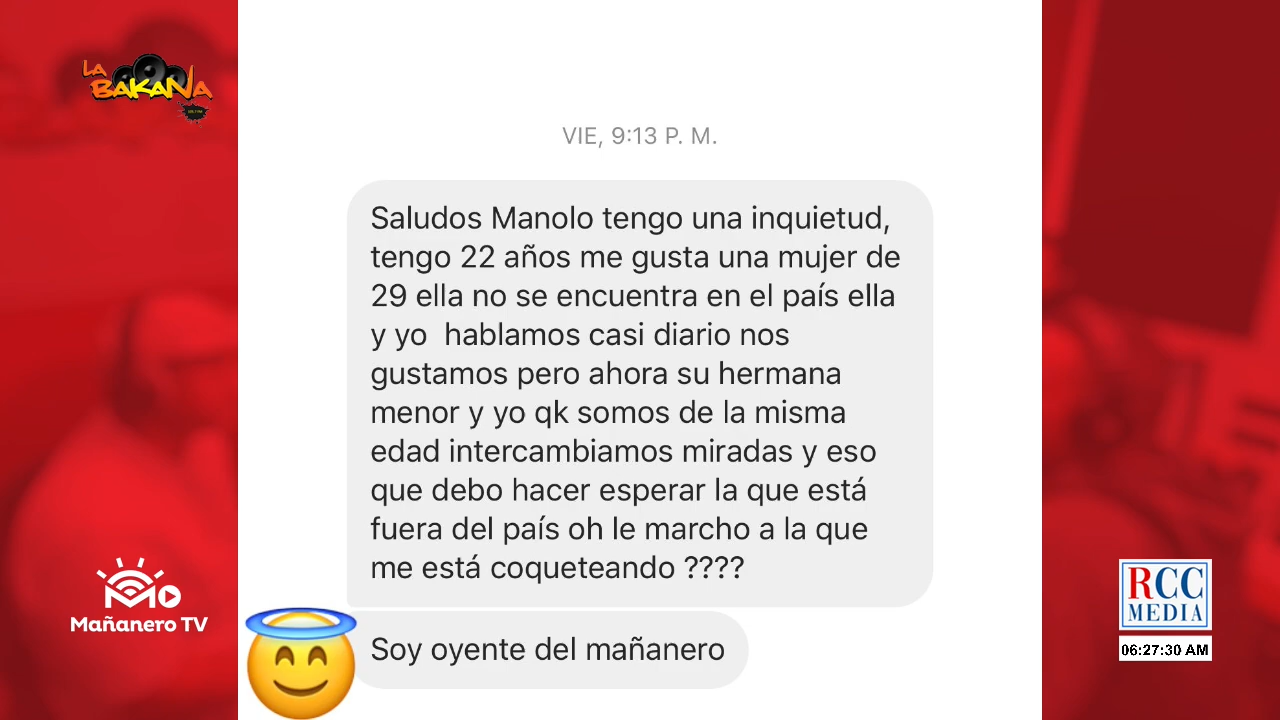 LA
BAKANA
VIE, 9:13 P. M.
Saludos Manolo tengo una inquietud,
tengo 22 años me gusta una mujer de
29 ella no se encuentra en el país ella
y yo  hablamos casi diario nos
gustamos pero ahora su hermana
menor y yo qk somos de la misma
edad intercambiamos miradas y eso
que debo hacer esperar la que está
fuera del país oh le marcho a la que
me está coqueteando ????
Soy oyente del mañanero
Mañanero TV
RCC
MEDIA
06:27:30 AM